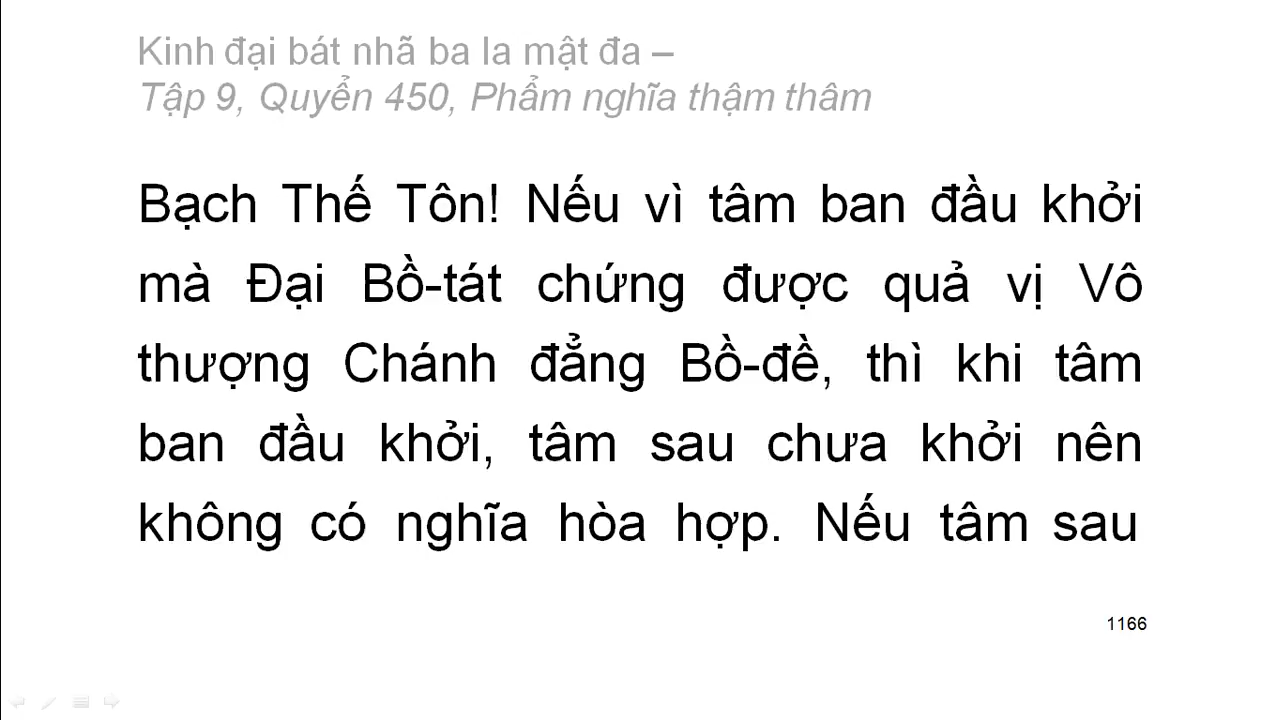 Kinh đại bát nhã ba la mật đa –
Tập 9, Quyển 450, Phẩm nghĩa thậm thâm
Bạch Thế Tôn! Nếu vì tâm ban đầu khởi
mà Đại Bồ-tát chứng được quả vị Vô
thượng Chánh đẳng Bồ-đề, thì khi tâm
ban đầu khởi, tâm sau chưa khởi nên
không có nghĩa hòa hợp. Nếu tâm sau
1166